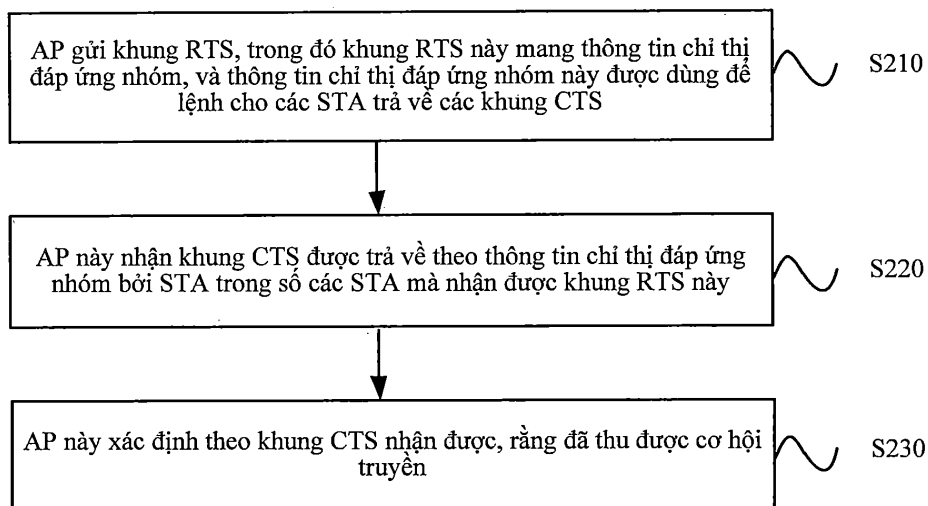 AP gửi khung RTS, trong đó khung RTS này mang thông tin chỉ thị
đáp ứng nhóm, và thông tin chỉ thị đáp ứng nhóm này được dùng để
lệnh cho các STA trả về các khung CTS
S210
AP này nhận khung CTS được trả về theo thông tin chỉ thị đáp ứng
nhóm bởi STA trong số các STA mà nhận được khung RTS này
S220
AP này xác định theo khung CTS nhận được, rằng đã thu được cơ hội
truyền
S230